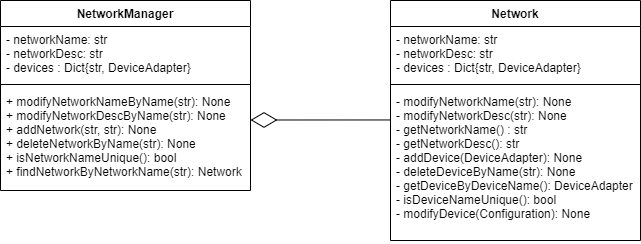 NetworkManager
- networkName: str
- networkDesc: str
- devices : Dict{str, DeviceAdapter}
+ modifyNetworkNameByName(str): None
+ modifyNetworkDescByName(str): None
+ addNetwork(str, str): None
+ deleteNetworkByName(str): None
+ isNetworkNameUnique(): bool
+ findNetworkByNetworkName(str): Network
Network
- networkName: str
- networkDesc: str
- devices : Dict{str, DeviceAdapter}
- modifyNetworkName(str): None
- modifyNetworkDesc(str): None
- getNetworkName() : str
- getNetworkDesc(): str
- addDevice(DeviceAdapter): None
- deleteDeviceByName(str): None
- getDeviceByDeviceName(): DeviceAdapter
- isDeviceNameUnique(): bool
- modifyDevice(Configuration): None